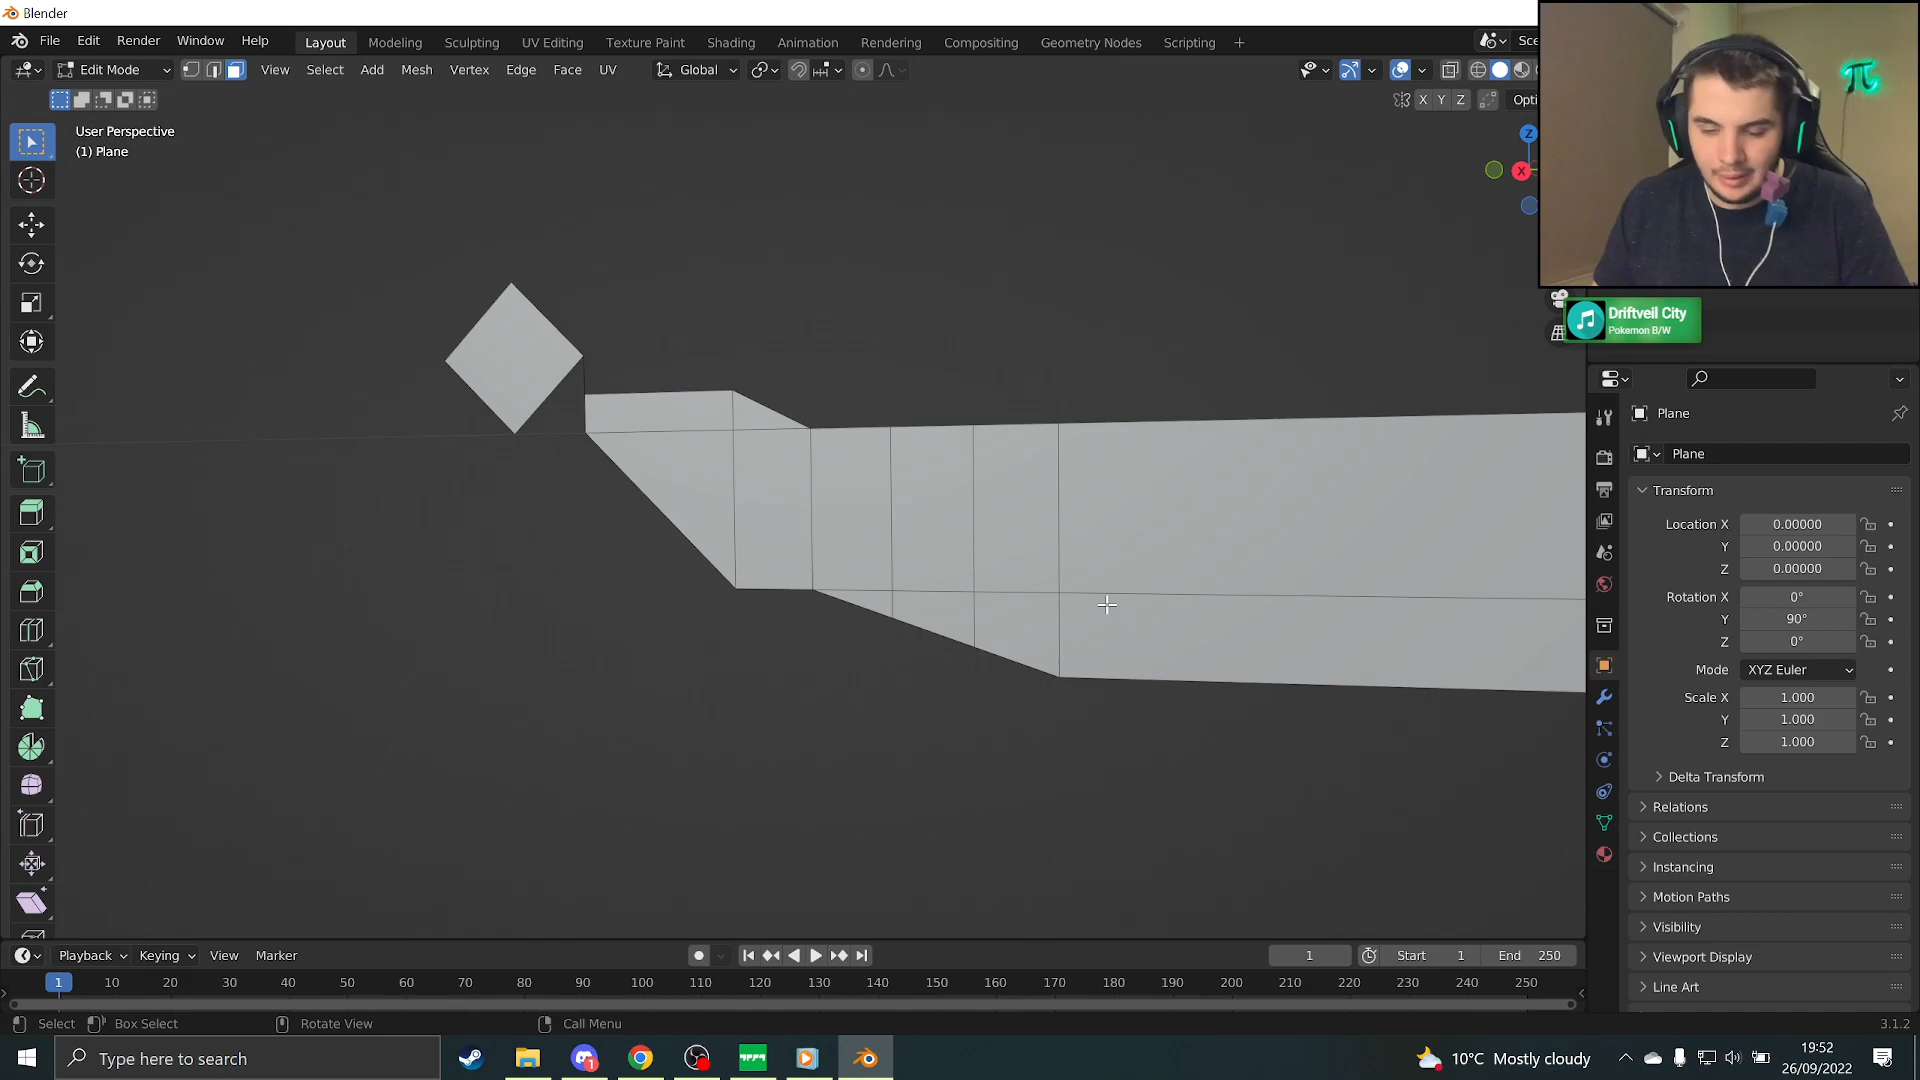 Blender
File Edit Render Window Help Layout Modeling Sculpting UV Editing Texture Paint Shading Animation Rendering Compositing Geometry Nodes Scripting + Sce
Edit Mode View Select Add Mesh Vertex Edge Face UV Global
X Y Z Opti
User Perspective
(1) Plane
Z
X
π
Driftveil City
Pokemon B/W
Plane
Plane
Transform
Location X 0.00000
Y 0.00000
Z 0.00000
Rotation X 0°
Y 90°
Z 0°
Mode XYZ Euler
Scale X 1.000
Y 1.000
Z 1.000
Delta Transform
Relations
Collections
Instancing
Motion Paths
Visibility
Viewport Display
Line Art
Playback Keying View Marker 1 Start 1 End 250
1 10 20 30 40 50 60 70 80 90 100 110 120 130 140 150 160 170 180 190 200 210 220 230 240 250
Select Box Select Rotate View Call Menu 3.1.2
Type here to search 1 10°C Mostly cloudy 19:52
26/09/2022